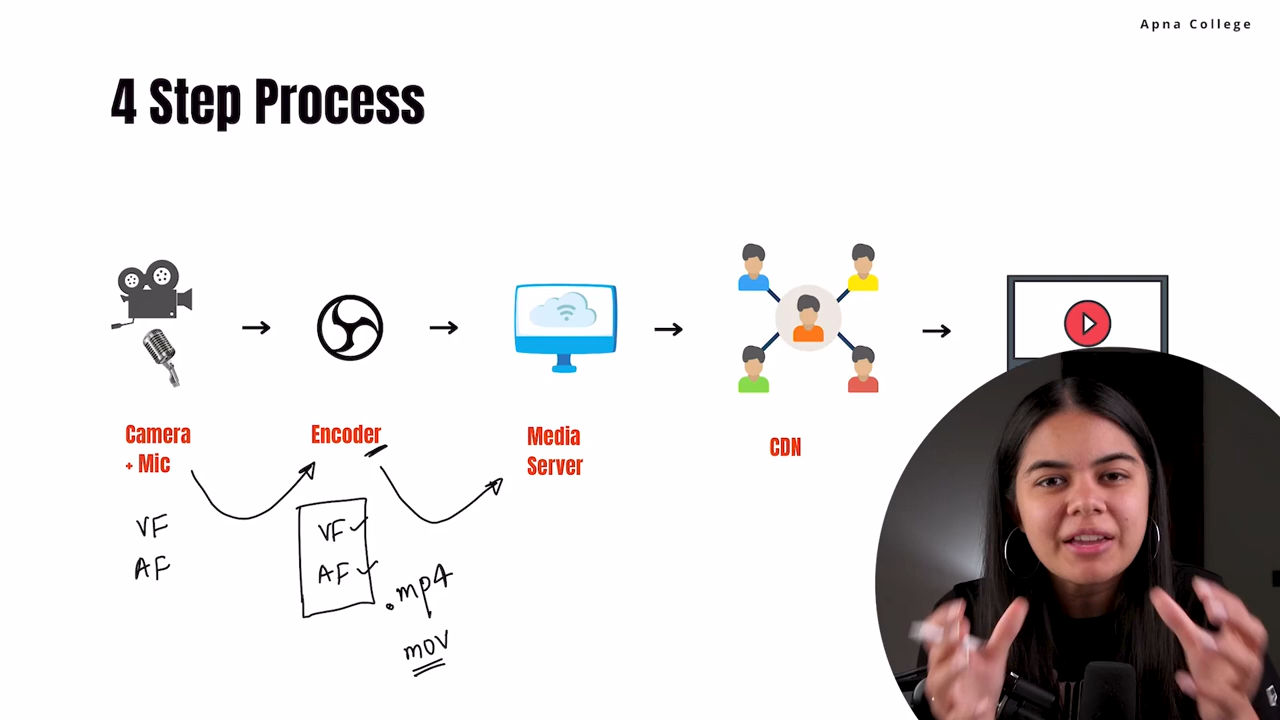 Apna College
4 Step Process
Camera
+ Mic
Encoder
Media
Server
CDN
VF
AF
VF
AF
.mp4
mov